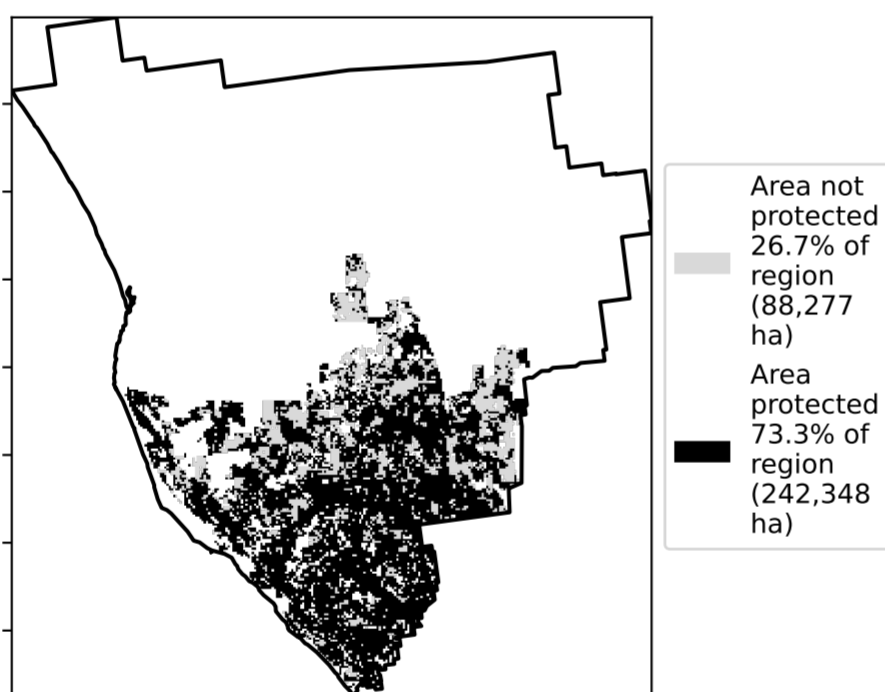 Area not
protected
26.7% of
region
(88,277
ha)
Area
protected
73.3% of
region
(242,348
ha)